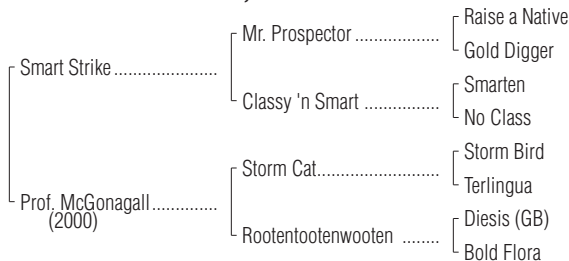 Raise a Native
Mr. Prospector ..................
Gold Digger
Smart Strike ......................
Smarten
Classy 'n Smart ................
No Class
Storm Bird
Storm Cat..........................
Terlingua
Prof. McGonagall..............
(2000)
Diesis (GB)
Rootentootenwooten ........
Bold Flora